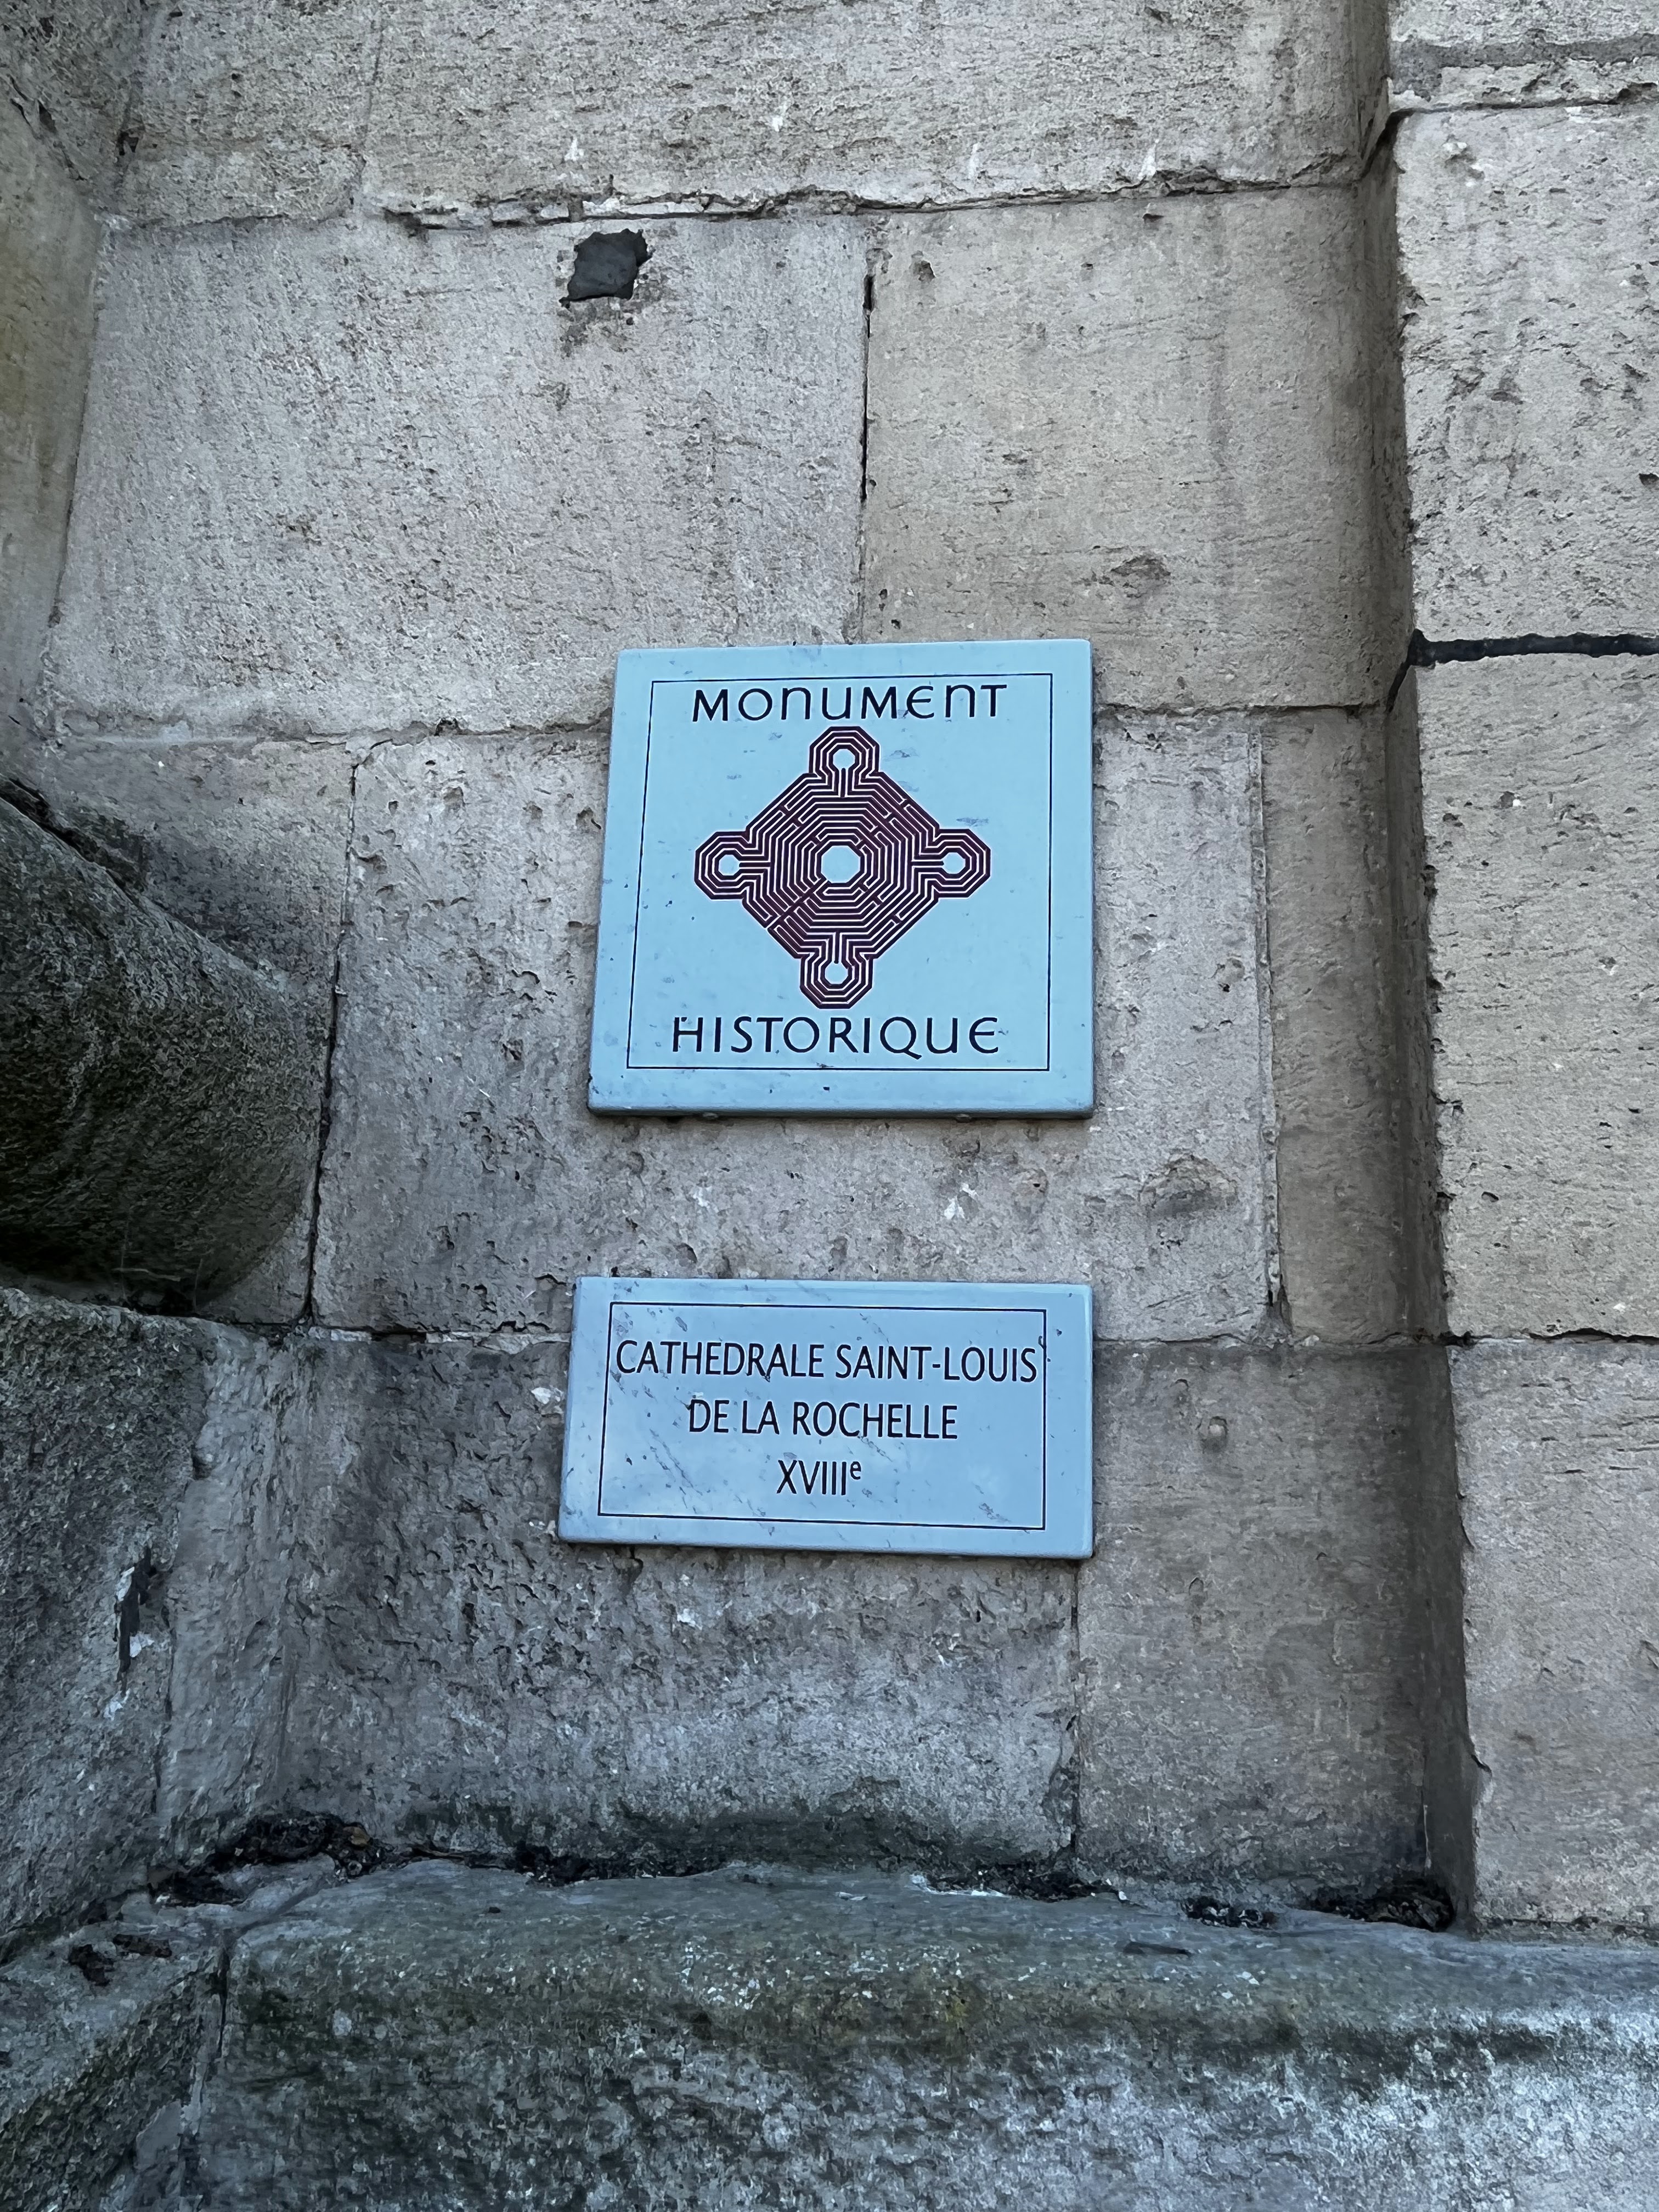 MONUMENT
HISTORIQUE
CATHEDRALE SAINT-LOUIS
DE LA ROCHELLE
XVIIIe